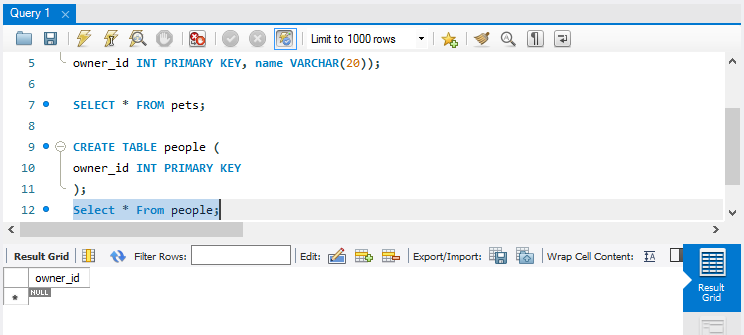 Query 1
Limit to 1000 rows
5 owner_id INT PRIMARY KEY, name VARCHAR(20));
6
7 SELECT * FROM pets;
8
9 CREATE TABLE people (
10 owner_id INT PRIMARY KEY
11 );
12 Select * From people;
Result Grid Filter Rows: Edit: Export/Import: Wrap Cell Content: IA
owner_id
* NULL
Result
Grid